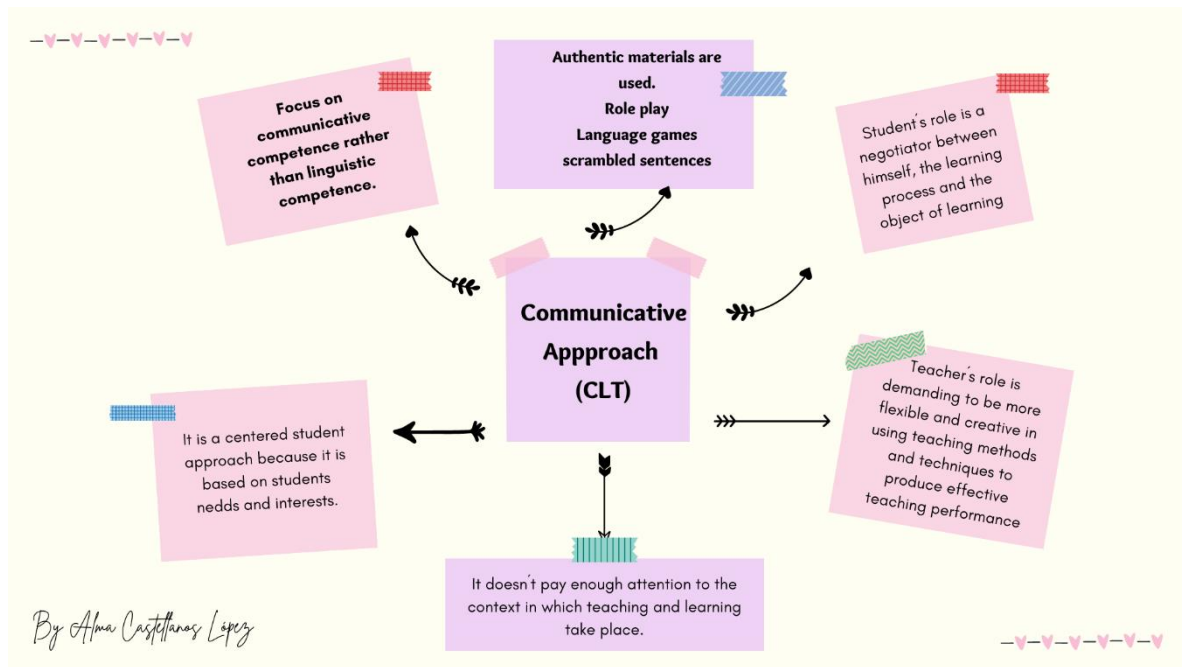 Focus on
communicative
competence rather
than linguistic
competence.
Authentic materials are
used.
Role play
Language games
scrambled sentences
Student´s role is a
negotiator between
himself, the learning
process and the
object of learning
Communicative
Appproach
(CLT)
It is a centered student
approach because it is
based on students
nedds and interests.
Teacher´s role is
demanding to be more
flexible and creative in
using teaching methods
and techniques to
produce effective
teaching performance
It doesn´t pay enough attention to the
context in which teaching and learning
take place.
By Alma Castellanos López